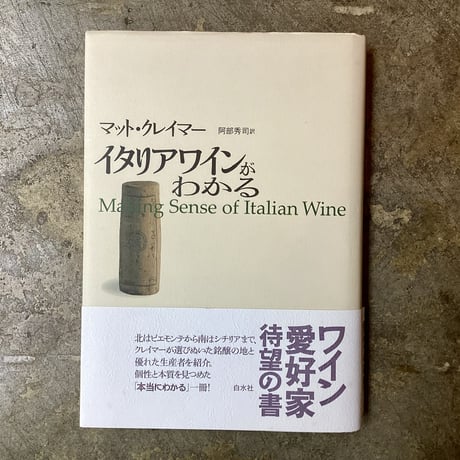 マット・クレイマー 阿部秀司訳
イタリアワインが
わかる
Making Sense of Italian Wine
ワイン
愛好家
待望の書
北はピエモンテから南はシチリアまで、
クレイマーが選びぬいた銘醸の地と
優れた生産者を紹介。
個性と本質を見つめた
「本当にわかる」一冊!
白水社